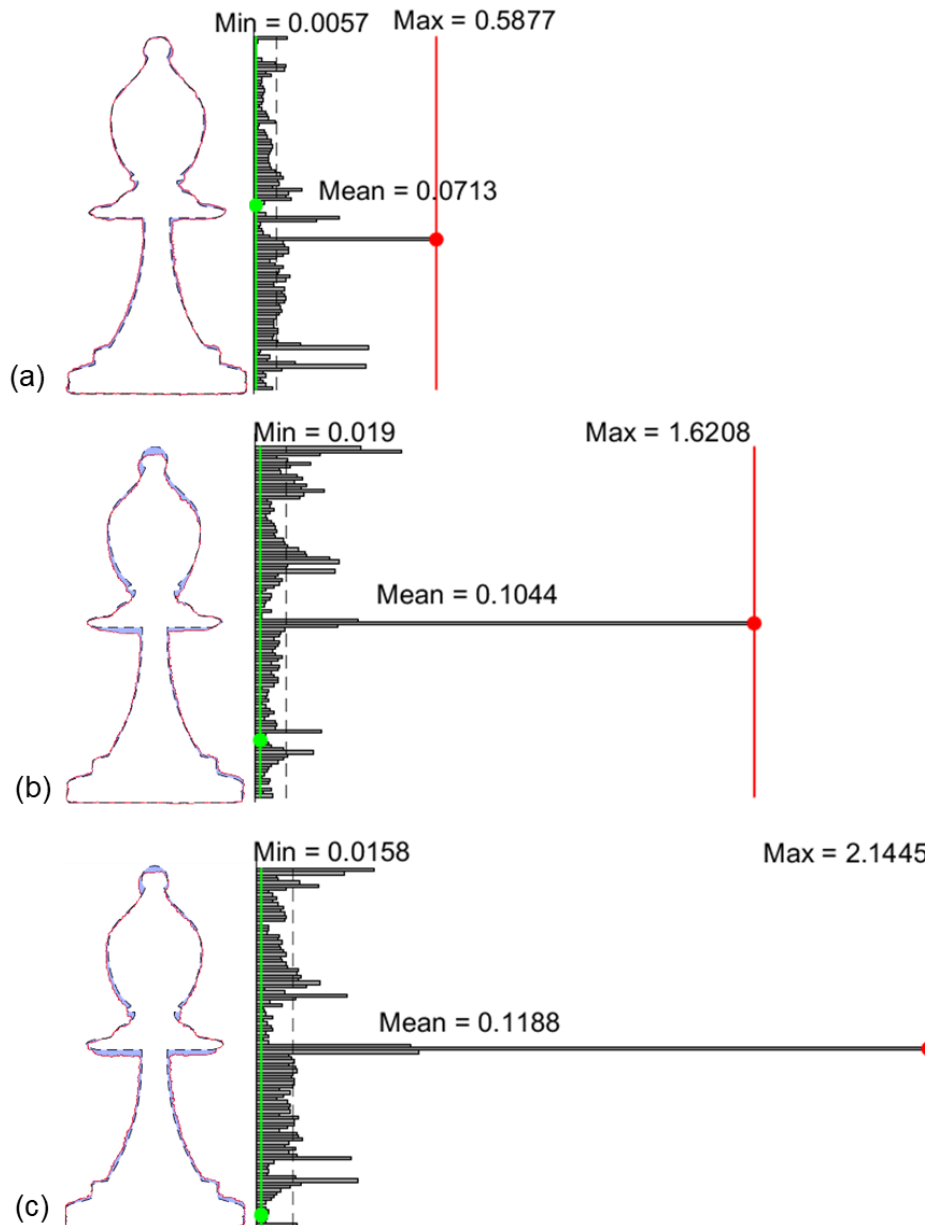 Min = 0.0057 Max = 0.5877
Mean = 0.0713
(a)
Min = 0.019 Max = 1.6208
Mean = 0.1044
(b)
Min = 0.0158 Max = 2.1445
Mean = 0.1188
(c)